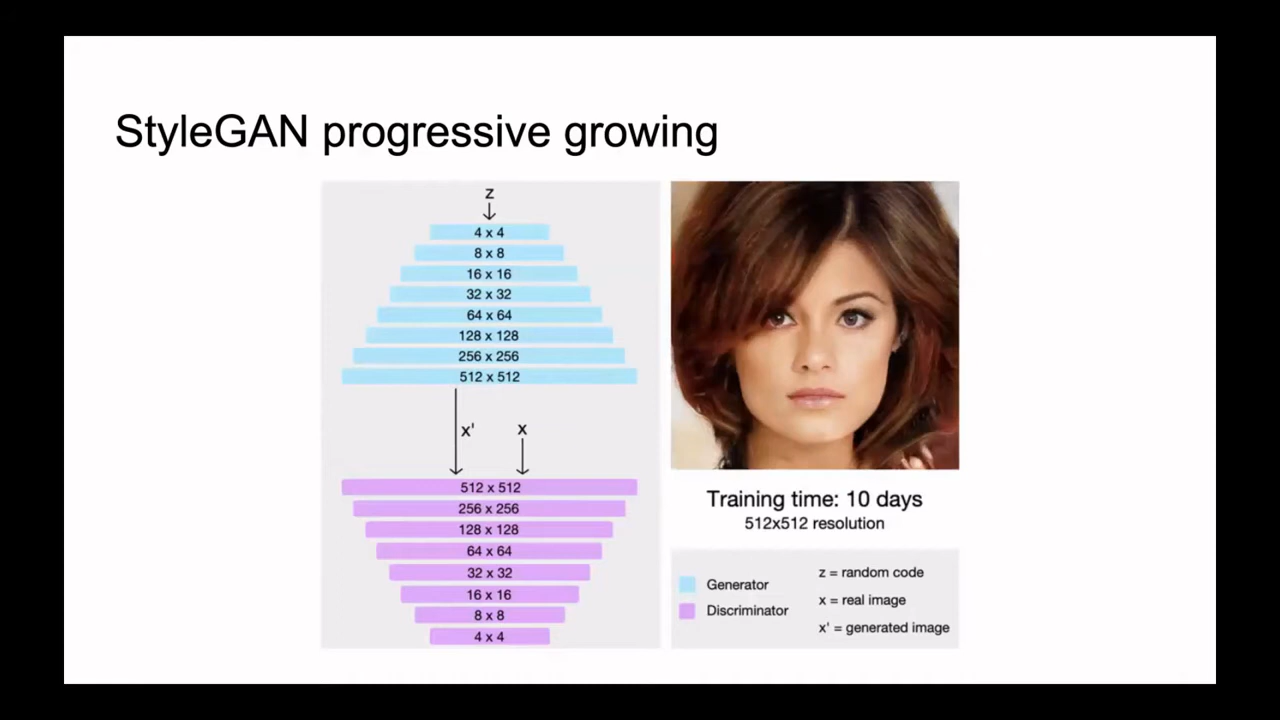 StyleGAN progressive growing
z
4 x 4
8 x 8
16 x 16
32 x 32
64 x 64
128 x 128
256 x 256
512 x 512
x'
x
512 x 512
256 x 256
128 x 128
64 x 64
32 x 32
16 x 16
8 x 8
4 x 4
Training time: 10 days
512x512 resolution
Generator
Discriminator
z = random code
x = real image
x' = generated image